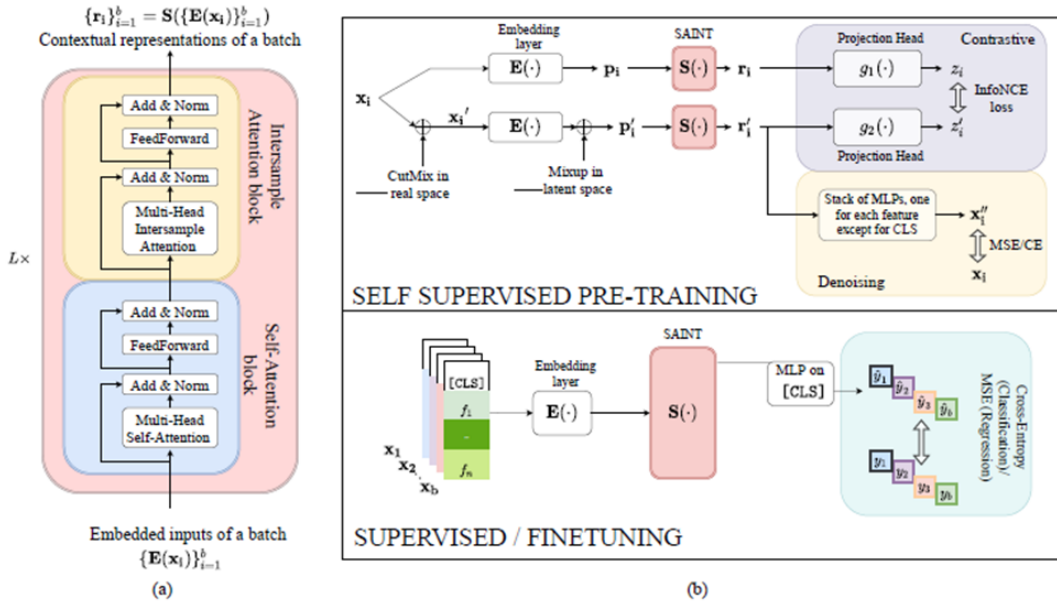 {r_i}_{i=1}^b = S({E(x_i)}_{i=1}^b)
Contextual representations of a batch
Add & Norm
FeedForward
Add & Norm
Multi-Head
Intersample
Attention
Intersample
Attention block
L×
Add & Norm
FeedForward
Add & Norm
Multi-Head
Self-Attention
Self-Attention
block
Embedded inputs of a batch
{E(x_i)}_{i=1}^b
(a)
Embedding
layer
SAINT
Projection Head
Contrastive
x_i
E(·)
p_i
S(·)
r_i
g_1(·)
z_i
InfoNCE
loss
x_i'
E(·)
p_i'
S(·)
r_i'
g_2(·)
z_i'
Projection Head
CutMix in
real space
Mixup in
latent space
Stack of MLPs, one
for each feature
except for CLS
x_i''
MSE/CE
x_i
Denoising
SELF SUPERVISED PRE-TRAINING
[CLS]
f_1
f_n
x_1
x_2
x_b
Embedding
layer
E(·)
SAINT
S(·)
MLP on
[CLS]
ŷ_1
ŷ_2
ŷ_3
ŷ_b
y_1
y_2
y_3
y_b
Cross-Entropy
(Classification)/
MSE (Regression)
SUPERVISED / FINETUNING
(b)